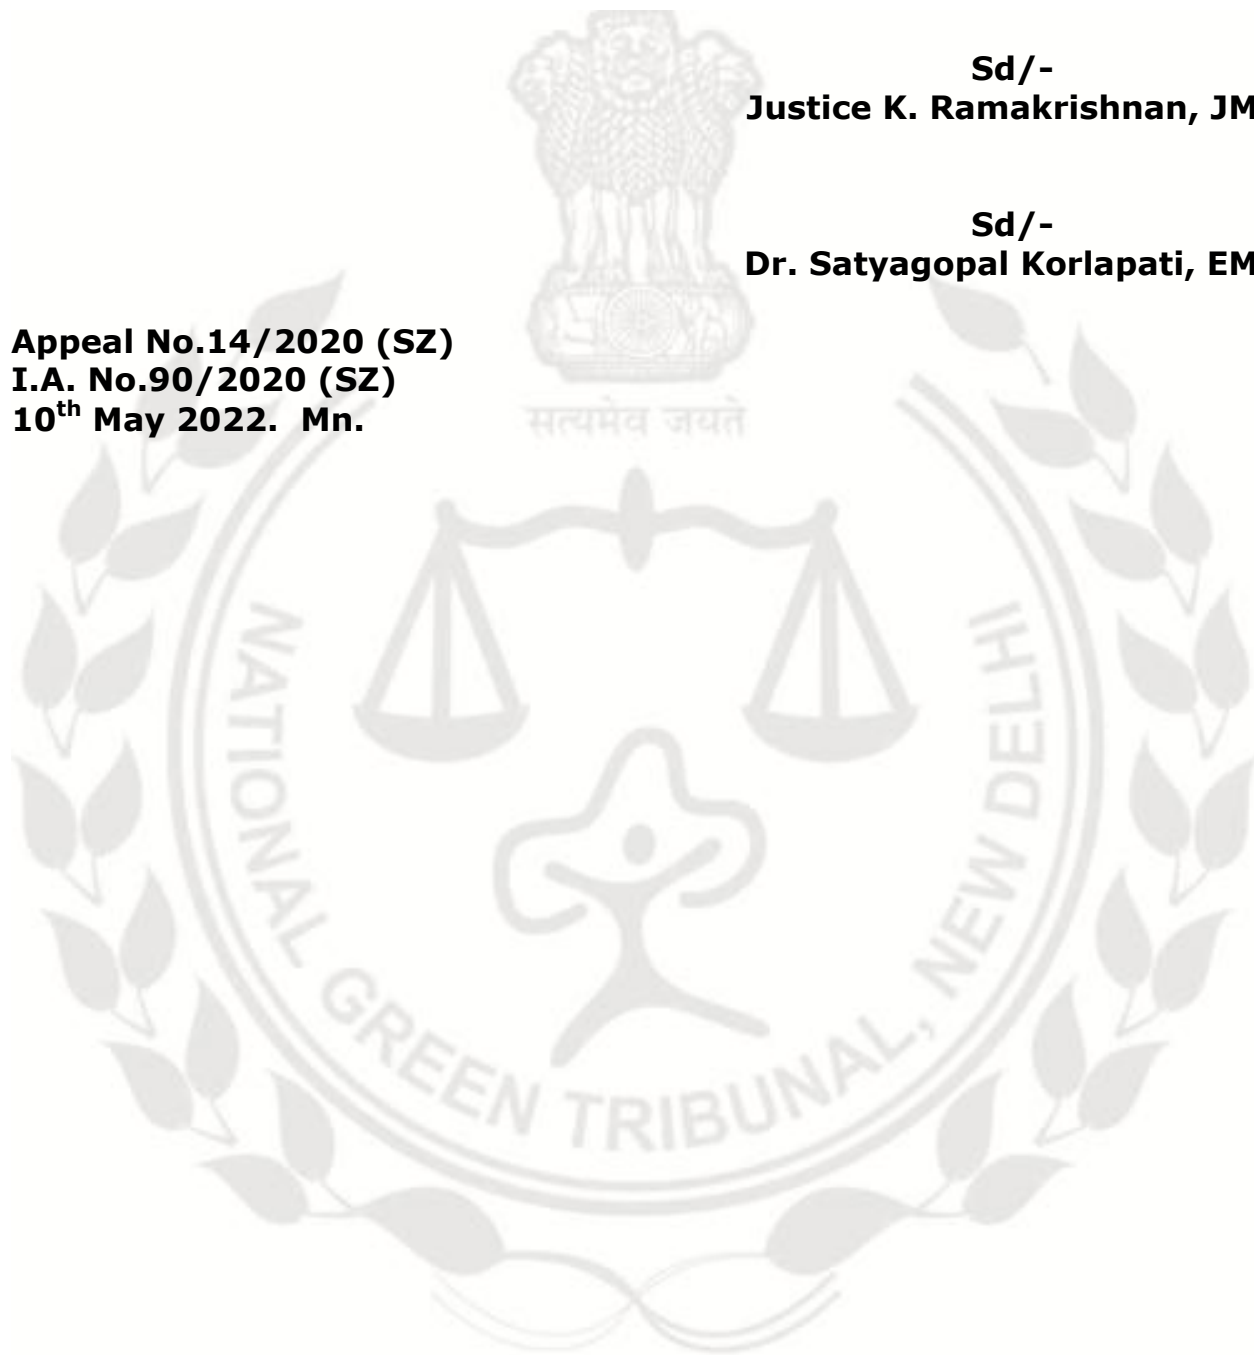 Sd/-
Justice K. Ramakrishnan, JM
Sd/-
Dr. Satyagopal Korlapati, EM
Appeal No.14/2020 (SZ)
I.A. No.90/2020 (SZ)
10th May 2022. Mn.
सत्यमेव जयते
NATIONAL GREEN TRIBUNAL, NEW DELHI